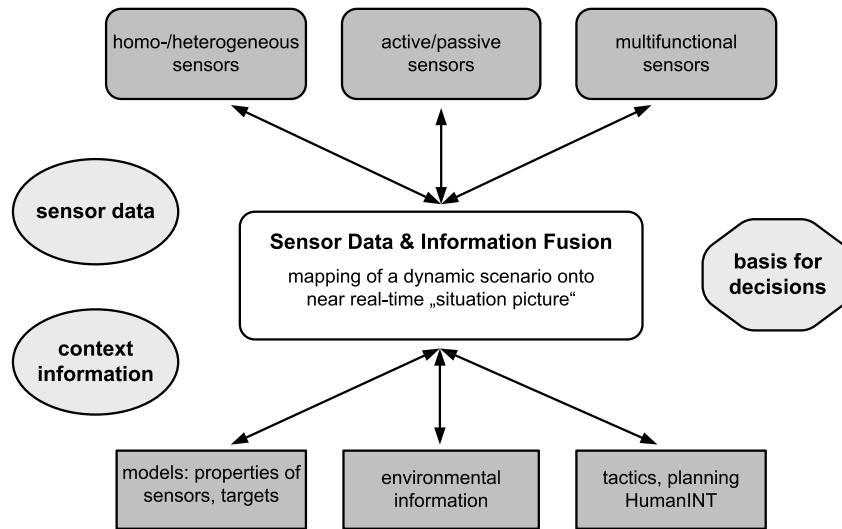 homo-/heterogeneous
sensors
active/passive
sensors
multifunctional
sensors
sensor data
Sensor Data & Information Fusion
mapping of a dynamic scenario onto
near real-time „situation picture“
basis for
decisions
context
information
models: properties of
sensors, targets
environmental
information
tactics, planning
HumanINT